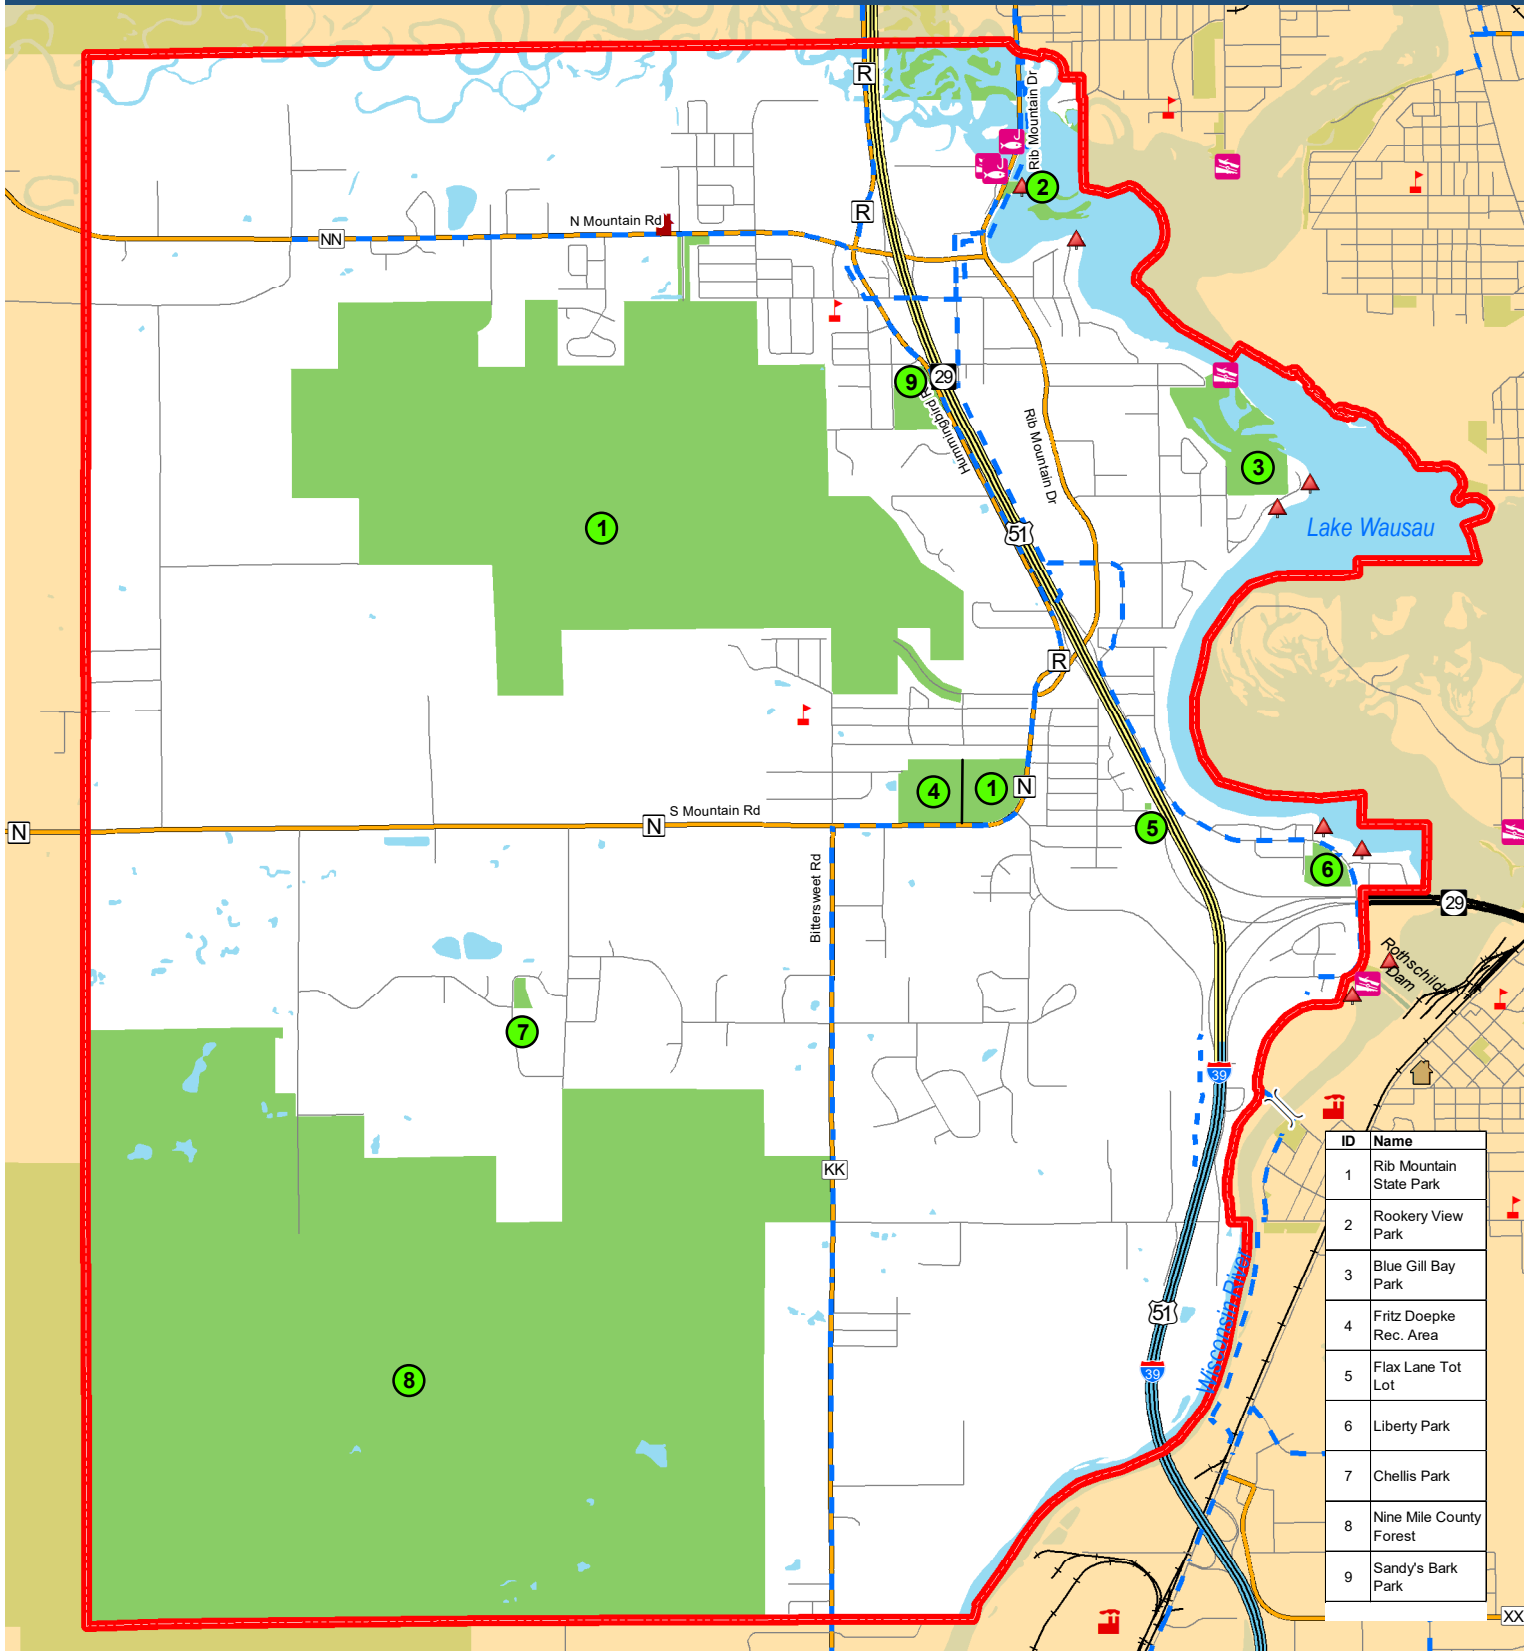 R
Rib Mountain Dr
2
R
N Mountain Rd
NN
9
29
Hummingbird Rd
Rib Mountain Dr
3
1
51
Lake Wausau
R
4
1
N
S Mountain Rd
N
N
5
6
Bittersweet Rd
29
Rothschild
Dam
7
39
KK
51
Wisconsin River
39
8
ID Name
1 Rib Mountain
State Park
2 Rookery View
Park
3 Blue Gill Bay
Park
4 Fritz Doepke
Rec. Area
5 Flax Lane Tot
Lot
6 Liberty Park
7 Chellis Park
8 Nine Mile County
Forest
9 Sandy's Bark
Park
XX